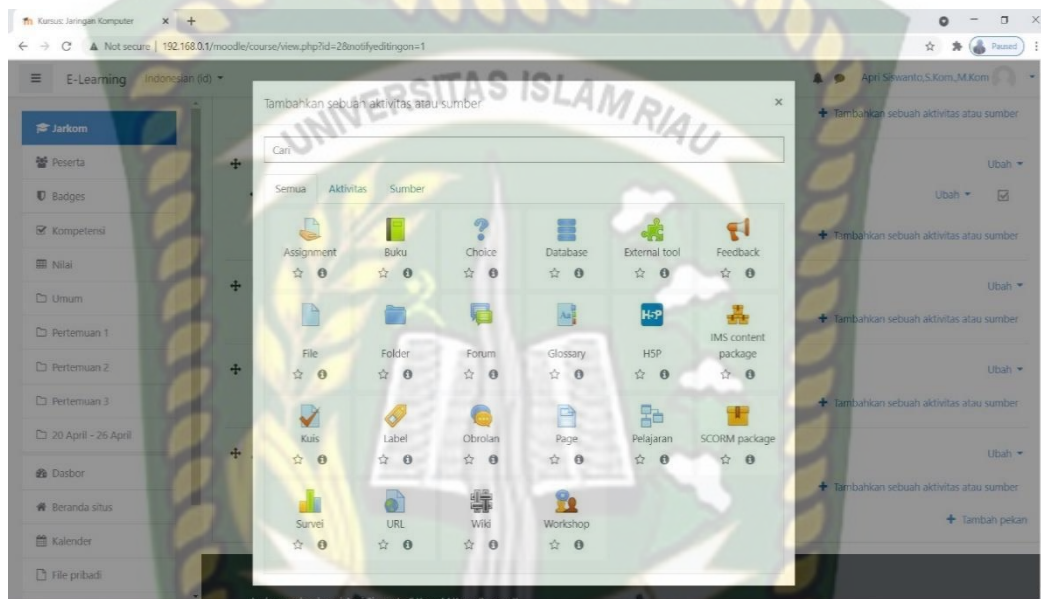 Kursus: Jaringan Komputer
Not secure | 192.168.0.1/moodle/course/view.php?id=2&notifyeditingon=1
Paused
E-Learning
Indonesian (id)
Apri Siswanto,S.Kom.,M.Kom
Jarkom
Peserta
Badges
Kompetensi
Nilai
Umum
Pertemuan 1
Pertemuan 2
Pertemuan 3
20 April - 26 April
Dasbor
Beranda situs
Kalender
File pribadi
UNIVERSITAS ISLAM RIAU
Tambahkan sebuah aktivitas atau sumber
Cari
Semua Aktivitas Sumber
Assignment Buku Choice Database External tool Feedback
File Folder Forum Glossary H5P IMS content package
Kuis Label Obrolan Page Pelajaran SCORM package
Survei URL Wiki Workshop
Tambahkan sebuah aktivitas atau sumber
Ubah
Ubah
Tambahkan sebuah aktivitas atau sumber
Ubah
Tambahkan sebuah aktivitas atau sumber
Ubah
Tambahkan sebuah aktivitas atau sumber
Ubah
Tambahkan sebuah aktivitas atau sumber
Tambah pekan